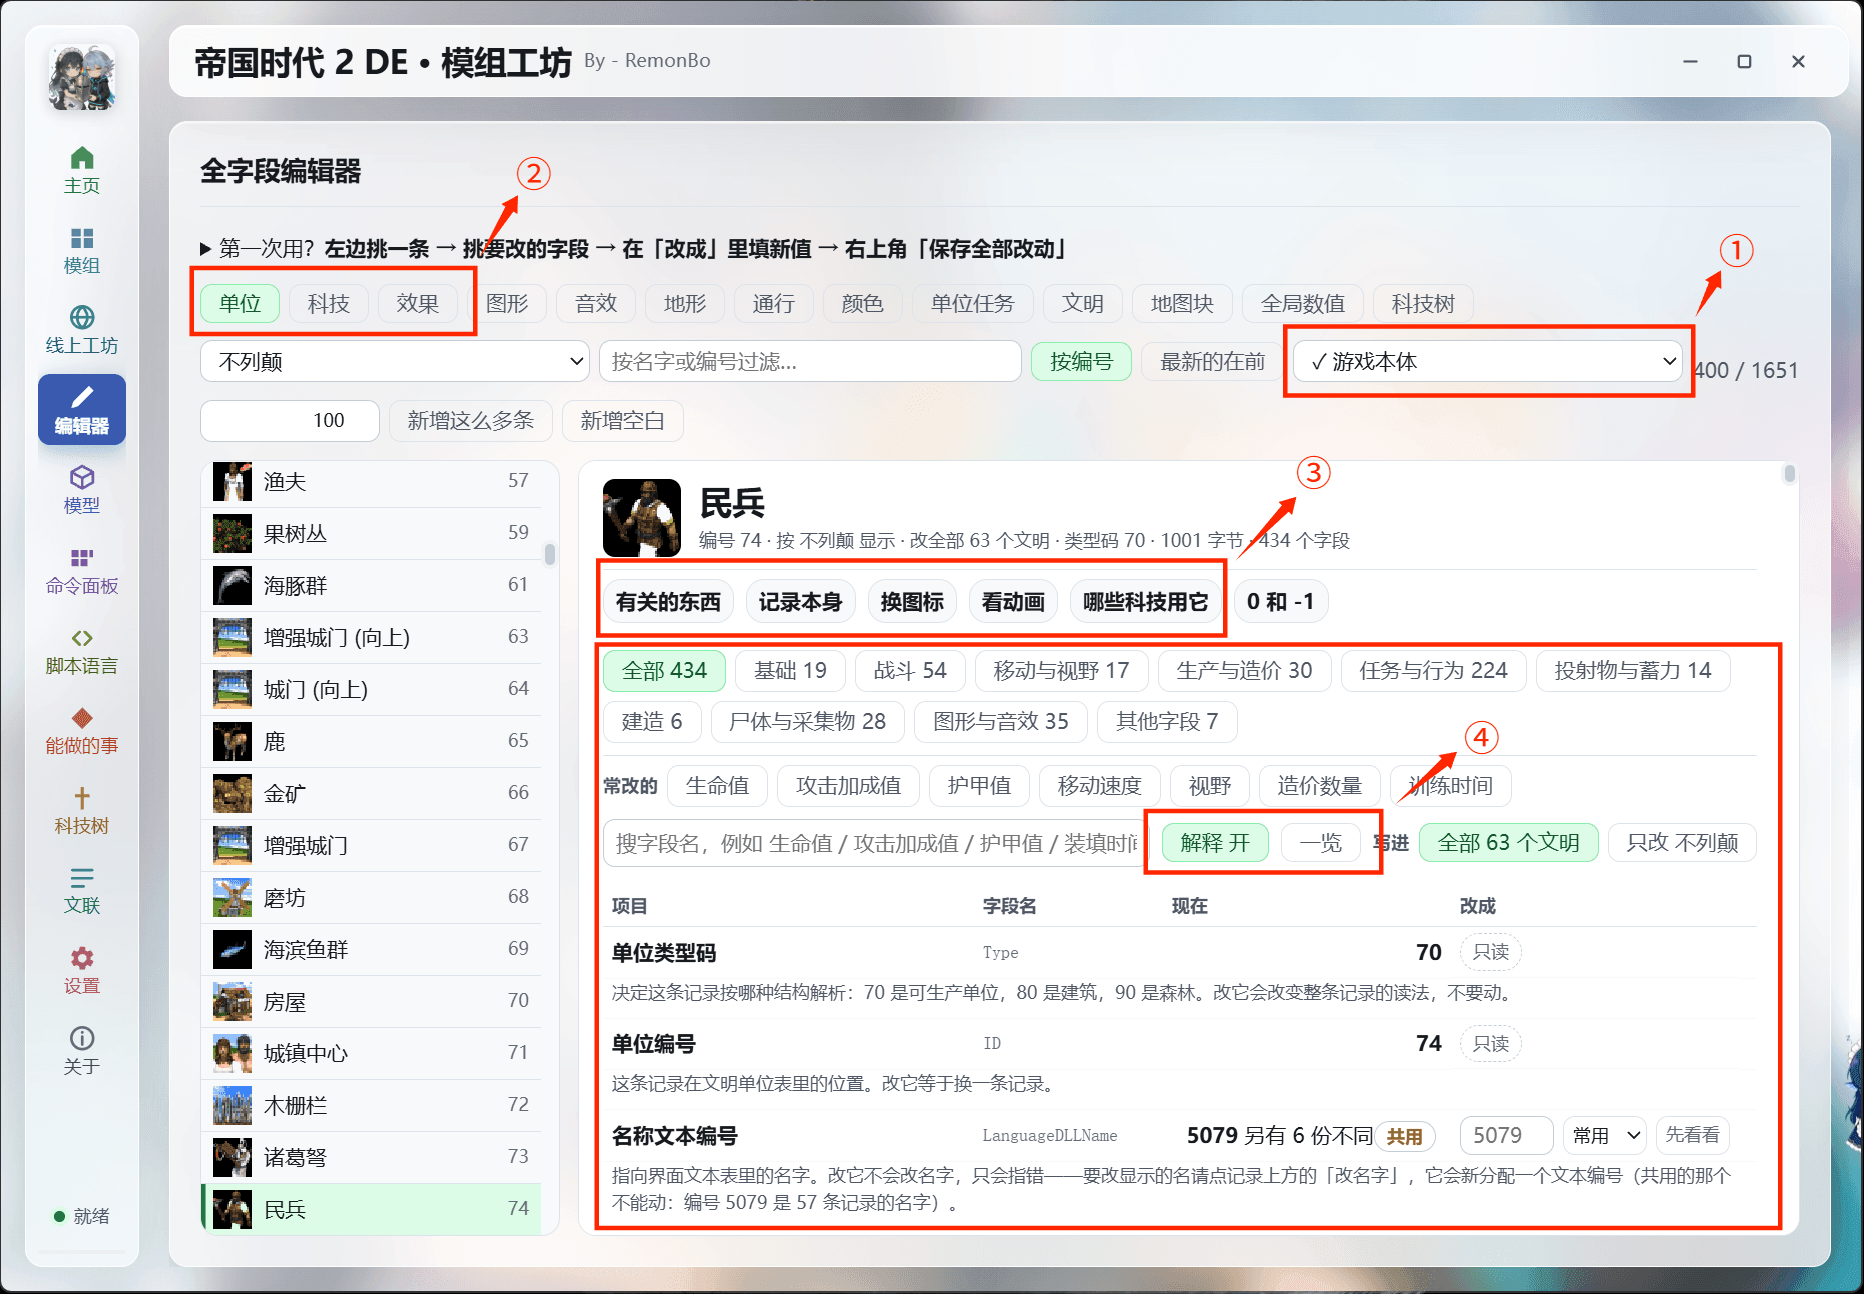 帝国时代 2 DE • 模组工坊 By - RemonBo
主页
模组
线上工坊
编辑器
模型
命令面板
脚本语言
能做的事
科技树
文联
设置
关于
就绪
全字段编辑器
②
▶ 第一次用？左边挑一条 → 挑要改的字段 → 在「改成」里填新值 → 右上角「保存全部改动」
①
单位 科技 效果 图形 音效 地形 通行 颜色 单位任务 文明 地图块 全局数值 科技树
不列颠 按名字或编号过滤... 按编号 最新的在前 ✓ 游戏本体 400 / 1651
100 新增这么多条 新增空白
渔夫 57
果树丛 59
海豚群 61
增强城门 (向上) 63
城门 (向上) 64
鹿 65
金矿 66
增强城门 67
磨坊 68
海滨鱼群 69
房屋 70
城镇中心 71
木栅栏 72
诸葛弩 73
民兵 74
③
民兵
编号 74 · 按 不列颠 显示 · 改全部 63 个文明 · 类型码 70 · 1001 字节 · 434 个字段
有关的东西 记录本身 换图标 看动画 哪些科技用它 0 和 -1
全部 434 基础 19 战斗 54 移动与视野 17 生产与造价 30 任务与行为 224 投射物与蓄力 14
建造 6 尸体与采集物 28 图形与音效 35 其他字段 7
④
常改的 生命值 攻击加成值 护甲值 移动速度 视野 造价数量 训练时间
搜字段名，例如 生命值 / 攻击加成值 / 护甲值 / 装填时间 解释 开 一览 写进 全部 63 个文明 只改 不列颠
项目 字段名 现在 改成
单位类型码 Type 70 只读
决定这条记录按哪种结构解析：70 是可生产单位，80 是建筑，90 是森林。改它会改变整条记录的读法，不要动。
单位编号 ID 74 只读
这条记录在文明单位表里的位置。改它等于换一条记录。
名称文本编号 LanguageDLLName 5079 另有 6 份不同 共用 5079 常用 先看看
指向界面文本表里的名字。改它不会改名字，只会指错——要改显示的名请点记录上方的「改名字」，它会新分配一个文本编号（共用的那个
不能动：编号 5079 是 57 条记录的名字）。